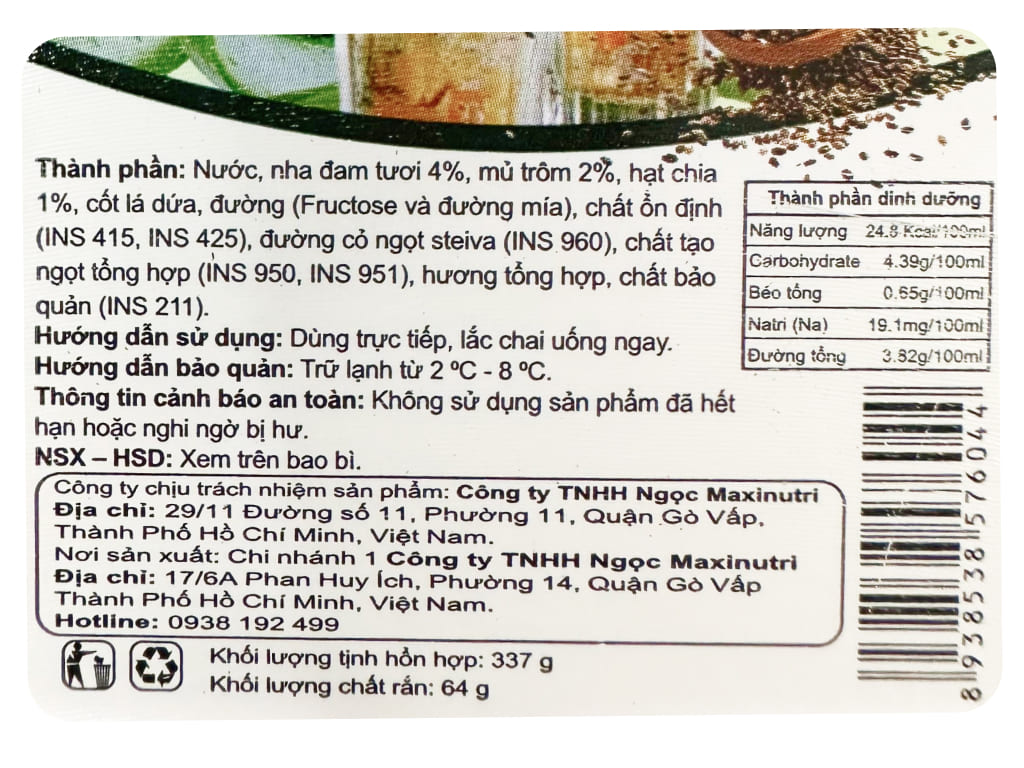 Thành phần: Nước, nha đam tươi 4%, mủ trôm 2%, hạt chia
1%, cốt lá dứa, đường (Fructose và đường mía), chất ổn định
(INS 415, INS 425), đường cỏ ngọt steiva (INS 960), chất tạo
ngọt tổng hợp (INS 950, INS 951), hương tổng hợp, chất bảo
quản (INS 211).
Hướng dẫn sử dụng: Dùng trực tiếp, lắc chai uống ngay.
Hướng dẫn bảo quản: Trữ lạnh từ 2 ºC - 8 ºC.
Thông tin cảnh báo an toàn: Không sử dụng sản phẩm đã hết
hạn hoặc nghi ngờ bị hư.
NSX – HSD: Xem trên bao bì.
Thành phần dinh dưỡng
Năng lượng 24.8 Kcal/100ml
Carbohydrate 4.39g/100ml
Béo tổng 0.65g/100ml
Natri (Na) 19.1mg/100ml
Đường tổng 3.82g/100ml
Công ty chịu trách nhiệm sản phẩm: Công ty TNHH Ngọc Maxinutri
Địa chỉ: 29/11 Đường số 11, Phường 11, Quận Gò Vấp,
Thành Phố Hồ Chí Minh, Việt Nam.
Nơi sản xuất: Chi nhánh 1 Công ty TNHH Ngọc Maxinutri
Địa chỉ: 17/6A Phan Huy Ích, Phường 14, Quận Gò Vấp
Thành Phố Hồ Chí Minh, Việt Nam.
Hotline: 0938 192 499
Khối lượng tịnh hỗn hợp: 337 g
Khối lượng chất rắn: 64 g
8 938538 576044